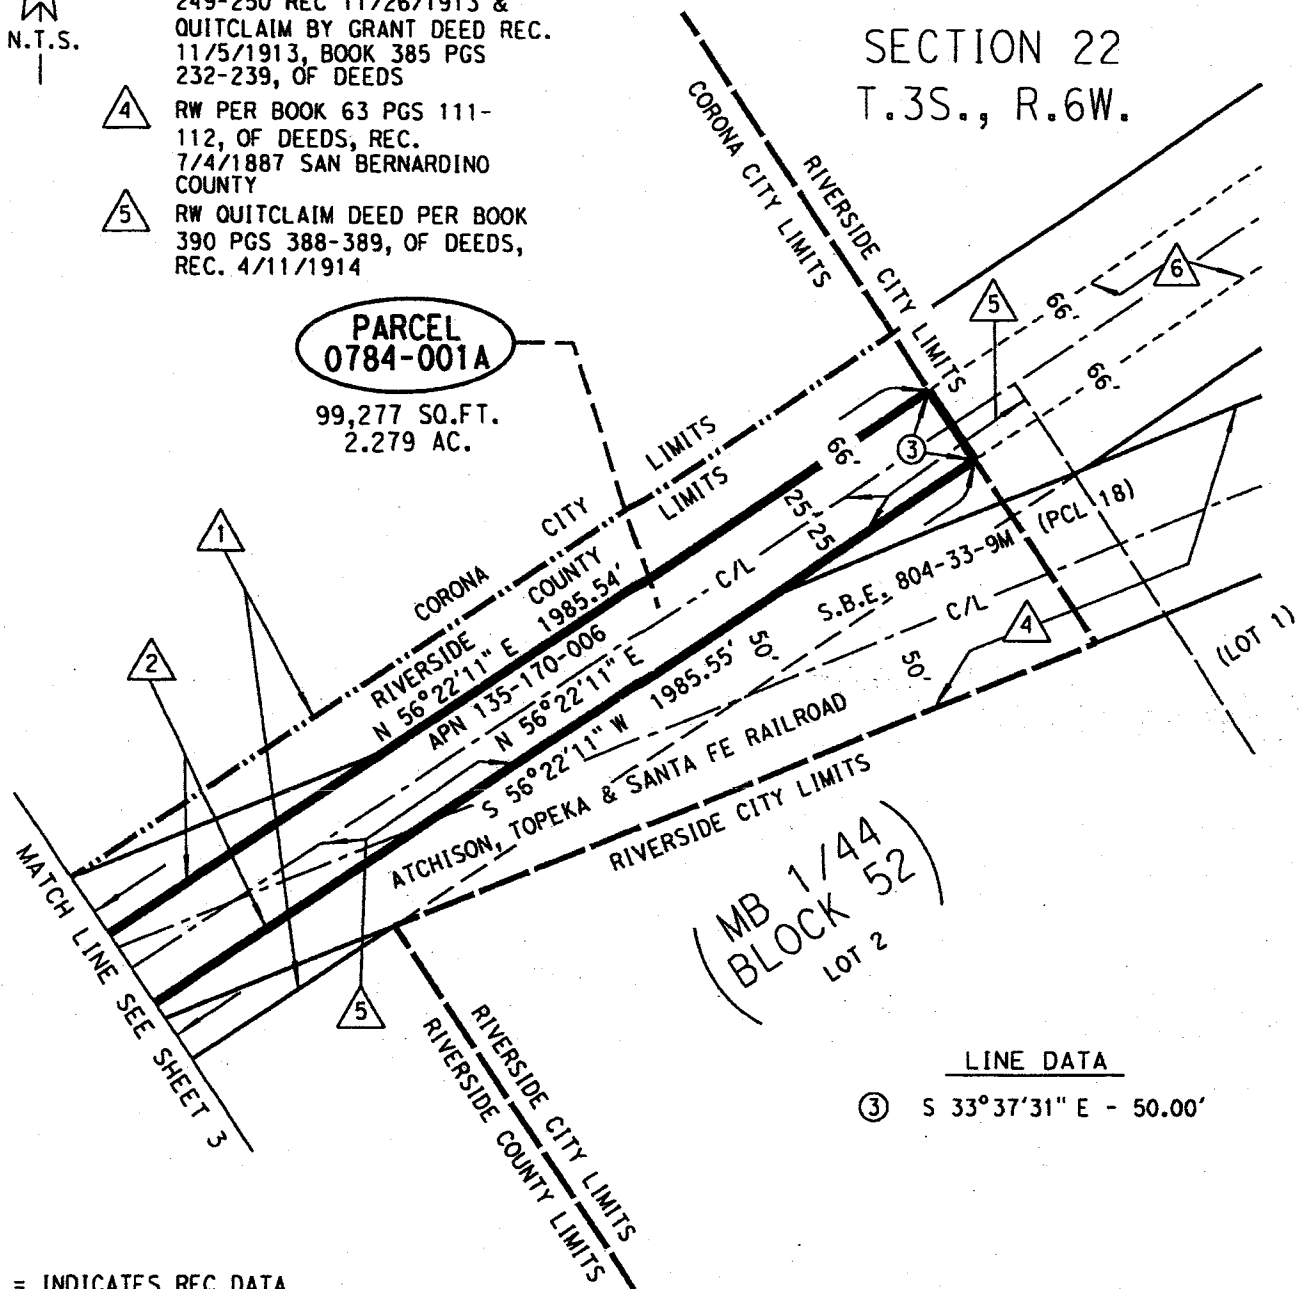 N.T.S.
249-250 REC 11/26/1913 &
QUITCLAIM BY GRANT DEED REC.
11/5/1913, BOOK 385 PGS
232-239, OF DEEDS
4
RW PER BOOK 63 PGS 111-
112, OF DEEDS, REC.
7/4/1887 SAN BERNARDINO
COUNTY
5
RW QUITCLAIM DEED PER BOOK
390 PGS 388-389, OF DEEDS,
REC. 4/11/1914
SECTION 22
T.3S., R.6W.
CORONA CITY LIMITS
RIVERSIDE CITY LIMITS
PARCEL
0784-001A
99,277 SQ.FT.
2.279 AC.
5
6
66'
66'
3
66'
25'
25'
1
2
CORONA CITY LIMITS
RIVERSIDE COUNTY LIMITS
N 56°22'11" E 1985.54'
APN 135-170-006
C/L
N 56°22'11" E
S 56°22'11" W 1985.55'
50'
S.B.E. 804-33-9M (PCL 18)
C/L
4
50'
(LOT 1)
ATCHISON, TOPEKA & SANTA FE RAILROAD
RIVERSIDE CITY LIMITS
MATCH LINE SEE SHEET 3
5
(MB 1/44
BLOCK 52)
LOT 2
RIVERSIDE CITY LIMITS
RIVERSIDE COUNTY LIMITS
LINE DATA
3 S 33°37'31" E - 50.00'
= INDICATES REC DATA